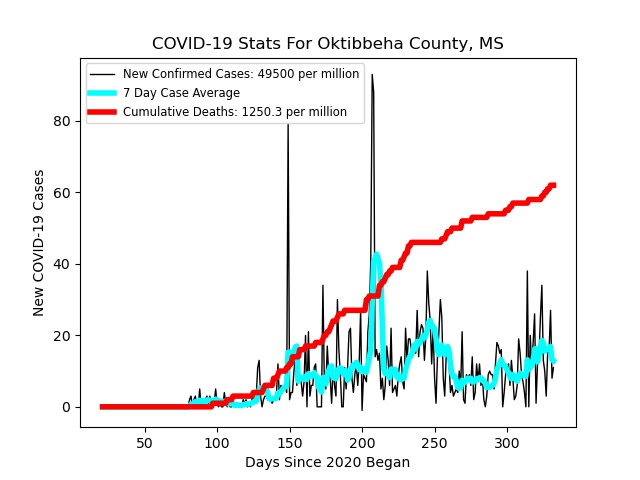 COVID-19 Stats For Oktibbeha County, MS
New Confirmed Cases: 49500 per million
7 Day Case Average
Cumulative Deaths: 1250.3 per million
New COVID-19 Cases
80
60
40
20
0
50 100 150 200 250 300
Days Since 2020 Began